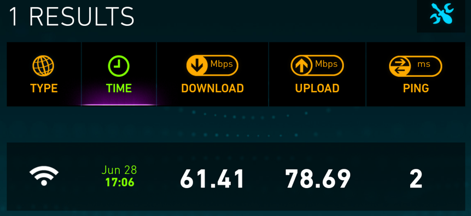 1 RESULTS
Mbps Mbps ms
TYPE TIME DOWNLOAD UPLOAD PING
Jun 28
17:06 61.41 78.69 2